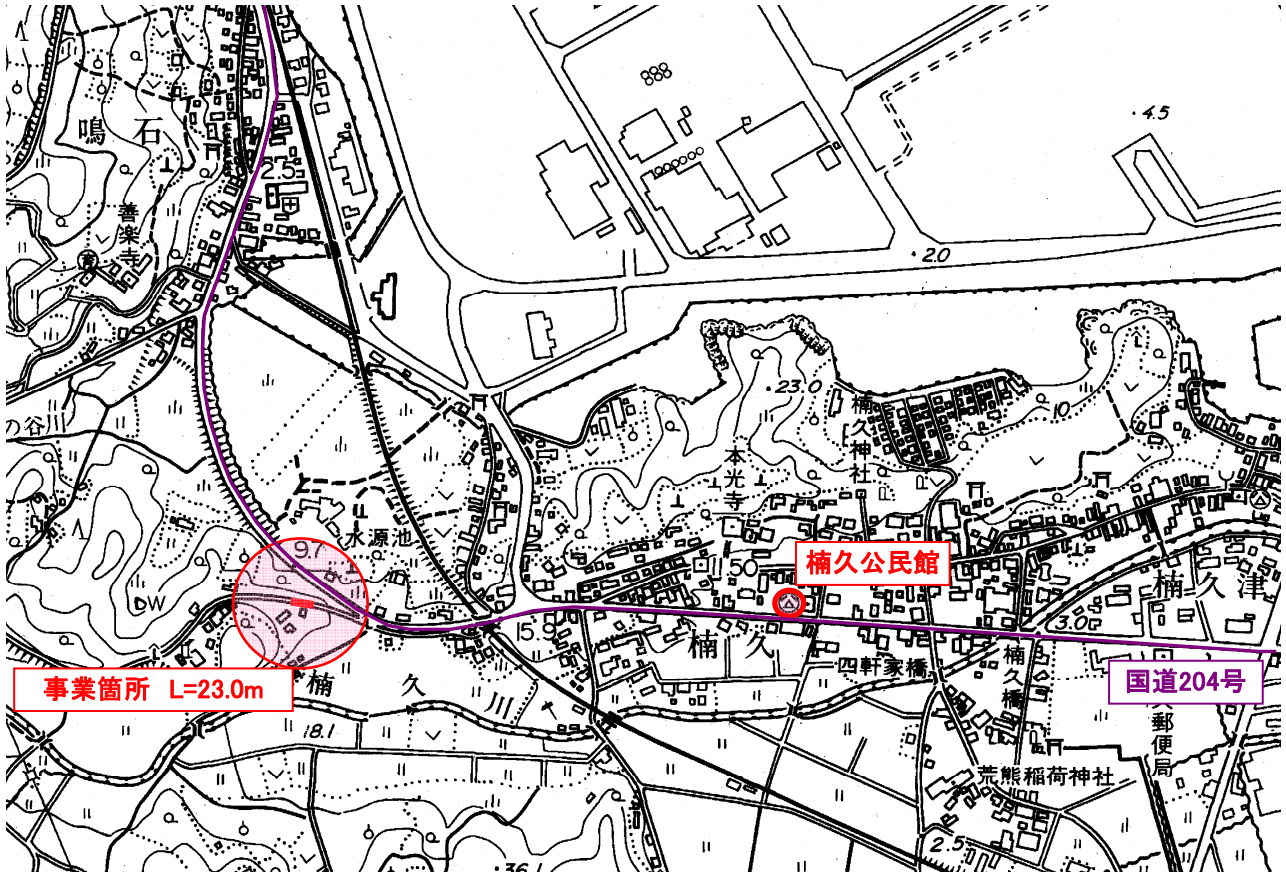 鳴石
善楽寺
2.5
4.5
2.0
の谷川
23.0
楠久神社
10
本光寺
水源池
9.1
DW
5.0
楠久公民館
楠久津
3.0
15.9
楠久
四軒家橋
楠久橋
国道204号
郵便局
事業箇所 L=23.0m
楠久川
18.1
荒熊稲荷神社
2.5
36.1